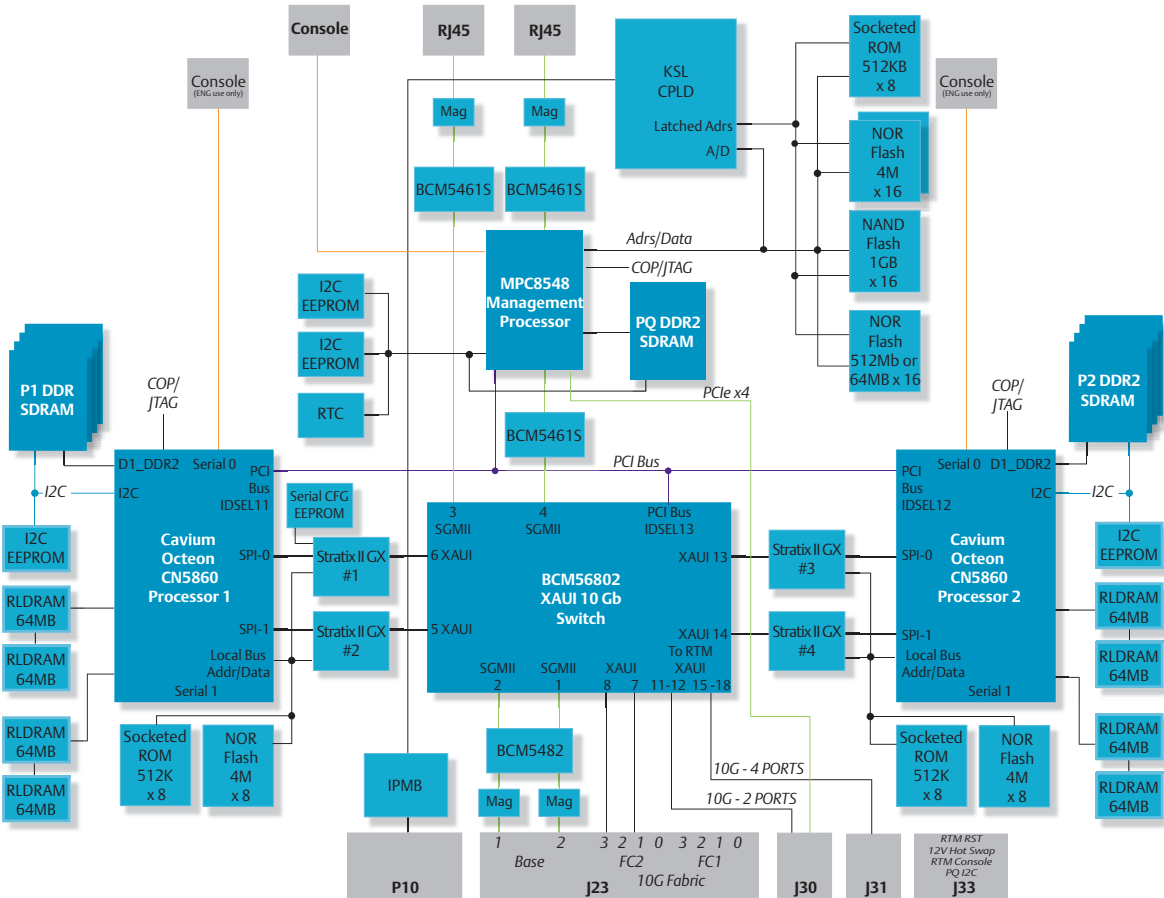 Console
RJ45
RJ45
KSL
CPLD
Latched Adrs
A/D
Socketed
ROM
512KB
x 8
Console
(ENG use only)
Console
(ENG use only)
Mag
Mag
NOR
Flash
4M
x 16
BCM5461S
BCM5461S
NAND
Flash
1GB
x 16
Adrs/Data
COP/JTAG
MPC8548
Management
Processor
I2C
EEPROM
PQ DDR2
SDRAM
I2C
EEPROM
NOR
Flash
512Mb or
64MB x 16
RTC
PCIe x4
P1 DDR
SDRAM
COP/
JTAG
COP/
JTAG
P2 DDR2
SDRAM
BCM5461S
PCI Bus
D1_DDR2
Serial 0
PCI
Bus
IDSEL11
I2C
I2C
Cavium
Octeon
CN5860
Processor 1
SPI-0
SPI-1
Local Bus
Addr/Data
Serial 1
I2C
EEPROM
RLDRAM
64MB
RLDRAM
64MB
RLDRAM
64MB
RLDRAM
64MB
Serial CFG
EEPROM
Stratix II GX
#1
Stratix II GX
#2
3
SGMII
4
SGMII
PCI Bus
IDSEL13
6 XAUI
XAUI 13
BCM56802
XAUI 10 Gb
Switch
5 XAUI
XAUI 14
To RTM
SGMII
SGMII
XAUI
XAUI
2
1
8
7
11-12
15 -18
Stratix II GX
#3
Stratix II GX
#4
Serial 0
D1_DDR2
PCI
Bus
IDSEL12
I2C
I2C
Cavium
Octeon
CN5860
Processor 2
SPI-0
SPI-1
Local Bus
Addr/Data
Serial 1
I2C
EEPROM
RLDRAM
64MB
RLDRAM
64MB
RLDRAM
64MB
RLDRAM
64MB
Socketed
ROM
512K
x 8
NOR
Flash
4M
x 8
IPMB
BCM5482
Mag
Mag
10G - 4 PORTS
10G - 2 PORTS
Socketed
ROM
512K
x 8
NOR
Flash
4M
x 8
P10
1
2
3
2
1
0
3
2
1
0
Base
FC2
FC1
10G Fabric
J23
J30
J31
RTM RST
12V Hot Swap
RTM Console
PQ I2C
J33